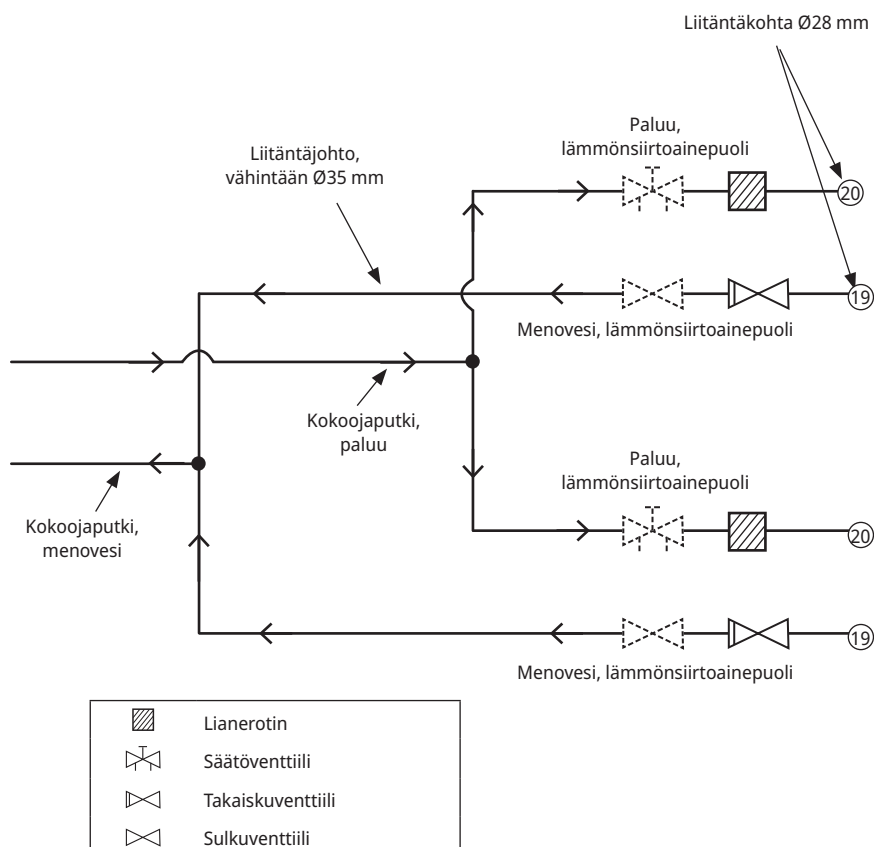 Liitäntäkohta Ø28 mm
Paluu,
lämmönsiirtoainepuoli
Liitäntäjohto,
vähintään Ø35 mm
20
19
Menovesi, lämmönsiirtoainepuoli
Kokoojaputki,
paluu
Paluu,
lämmönsiirtoainepuoli
Kokoojaputki,
menovesi
20
19
Menovesi, lämmönsiirtoainepuoli
Lianerotin
Säätöventtiili
Takaiskuventtiili
Sulkuventtiili